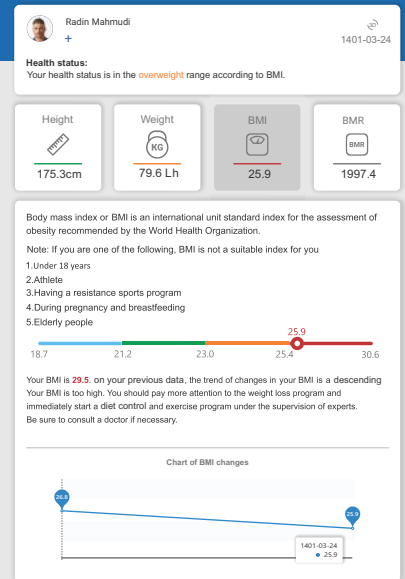 Radin Mahmudi
+
1401-03-24
Health status:
Your health status is in the overweight range according to BMI.
Height
Weight
BMI
BMR
KG
BMR
175.3cm
79.6 Lh
25.9
1997.4
Body mass index or BMI is an international unit standard index for the assessment of
obesity recommended by the World Health Organization.
Note: If you are one of the following, BMI is not a suitable index for you
1.Under 18 years
2.Athlete
3.Having a resistance sports program
4.During pregnancy and breastfeeding
5.Elderly people
25.9
18.7 21.2 23.0 25.4 30.6
Your BMI is 29.5. on your previous data, the trend of changes in your BMI is a descending
Your BMI is too high. You should pay more attention to the weight loss program and
immediately start a diet control and exercise program under the supervision of experts.
Be sure to consult a doctor if necessary.
Chart of BMI changes
26.8
25.9
1401-03-24
25.9